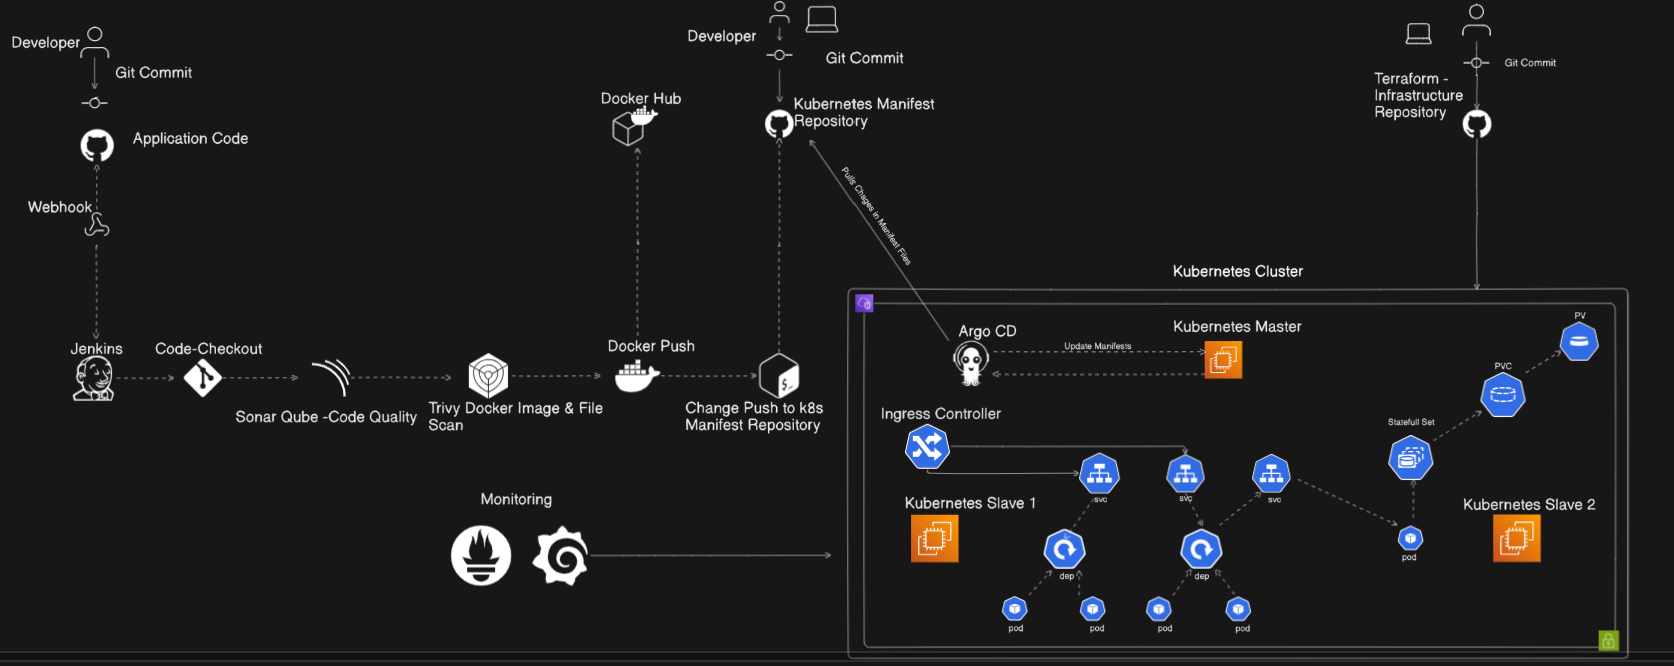 Developer
Git Commit
Application Code
Webhook
Jenkins
Code-Checkout
Sonar Qube -Code Quality
Trivy Docker Image & File
Scan
Docker Hub
Docker Push
$_
Change Push to k8s
Manifest Repository
Developer
Git Commit
Kubernetes Manifest
Repository
Pulls Chages in Manifest Files
Git Commit
Terraform -
Infrastructure
Repository
Kubernetes Cluster
Argo CD
Update Manifests
Kubernetes Master
PV
PVC
Statefull Set
Ingress Controller
svc
svc
svc
Kubernetes Slave 1
Kubernetes Slave 2
pod
dep
dep
pod
pod
pod
pod
Monitoring